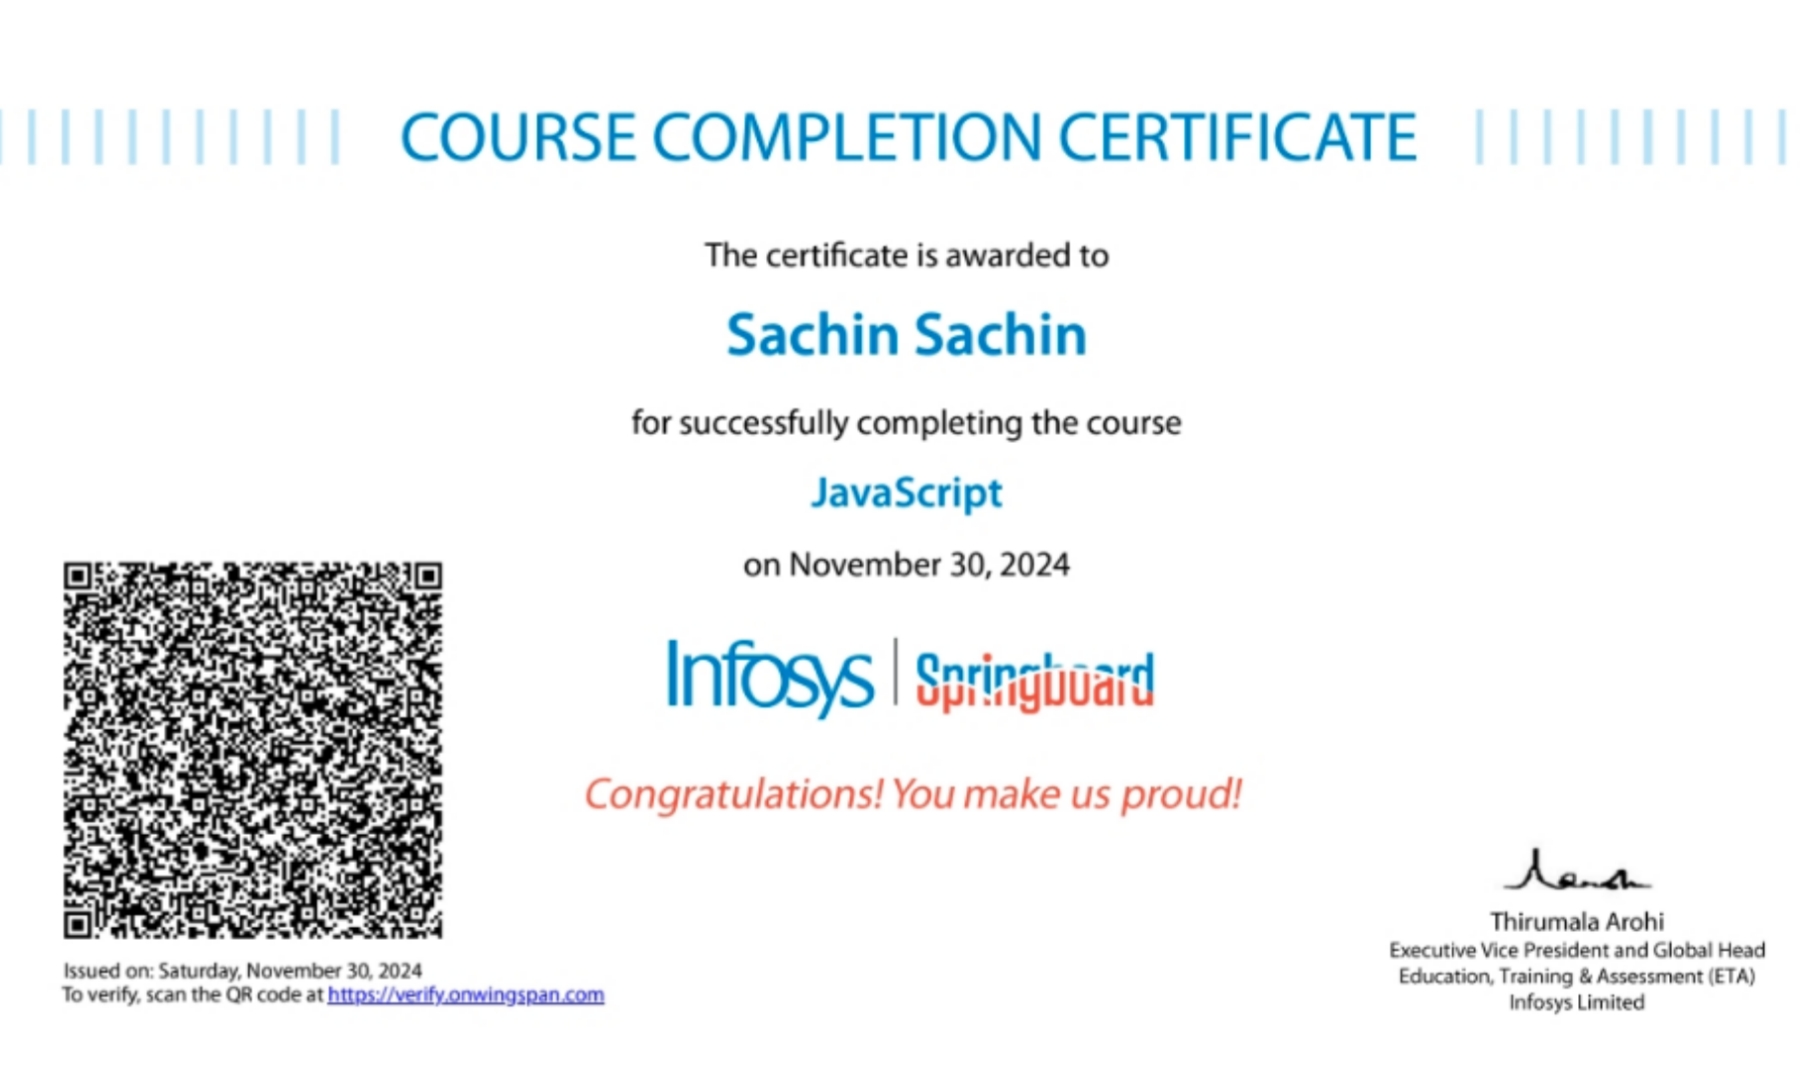 COURSE COMPLETION CERTIFICATE
The certificate is awarded to
Sachin Sachin
for successfully completing the course
JavaScript
on November 30, 2024
Infosys | Springboard
Congratulations! You make us proud!
Issued on: Saturday, November 30, 2024
To verify, scan the QR code at https://verify.onwingspan.com
Thirumala Arohi
Executive Vice President and Global Head
Education, Training & Assessment (ETA)
Infosys Limited